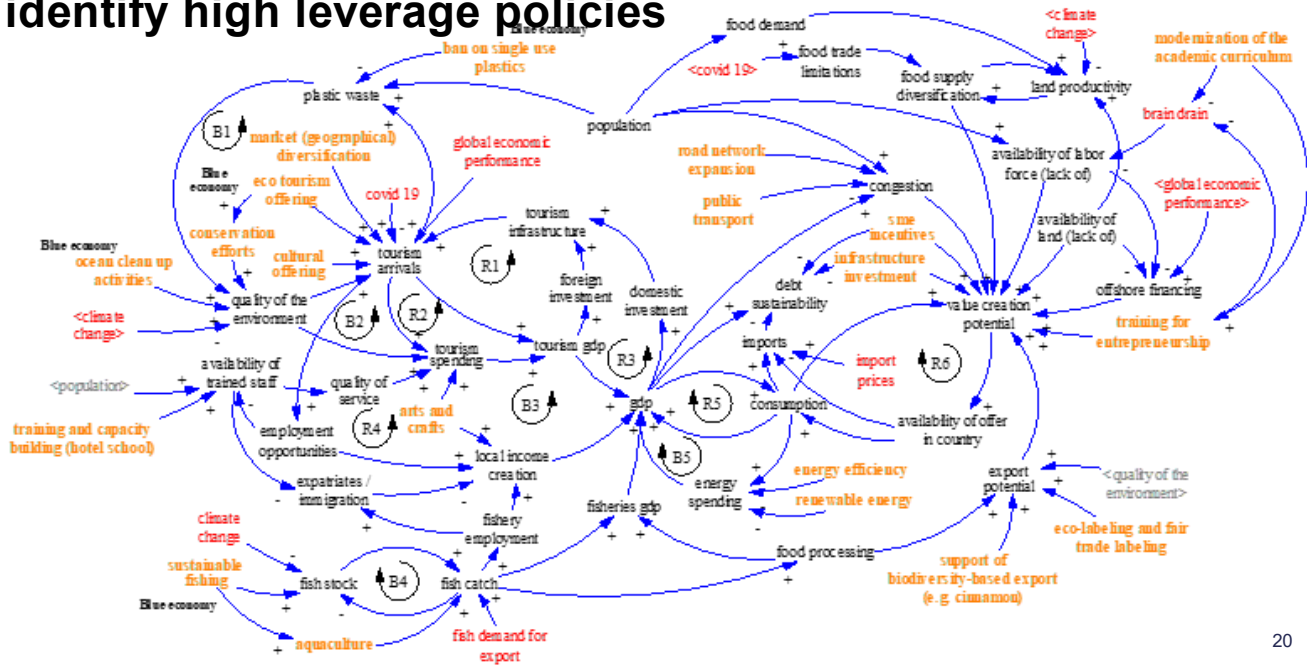 identify high leverage policies
Blue economy
ban on single use
plastics
plastic waste
B1
market (geographical)
diversification
global economic
performance
Blue
economy
eco tourism
offering
covid 19
conservation
efforts
Blue economy
ocean clean up
activities
cultural
offering
tourism
arrivals
tourism
infrastructure
R1
quality of the
environment
B2
R2
foreign
investment
domestic
investment
<climate
change>
availability of
trained staff
quality of
service
tourism
spending
tourism gdp
R3
<population>
training and capacity
building (hotel school)
employment
opportunities
R4
arts and
crafts
B3
gdp
R5
consumption
expatriates /
immigration
local income
creation
B5
energy
spending
energy efficiency
renewable energy
climate
change
fishery
employment
fisheries gdp
food processing
sustainable
fishing
fish stock
B4
fish catch
Blue economy
aquaculture
fish demand for
export
food demand
<covid 19>
food trade
limitations
food supply
diversification
<climate
change>
land productivity
modernization of the
academic curriculum
brain drain
population
road network
expansion
congestion
availability of labor
force (lack of)
<global economic
performance>
public
transport
sme
incentives
availability of
land (lack of)
infrastructure
investment
debt
sustainability
value creation
potential
offshore financing
training for
entrepreneurship
imports
import
prices
R6
availability of offer
in country
export
potential
<quality of the
environment>
eco-labeling and fair
trade labeling
support of
biodiversity-based export
(e.g. cinnamon)
20